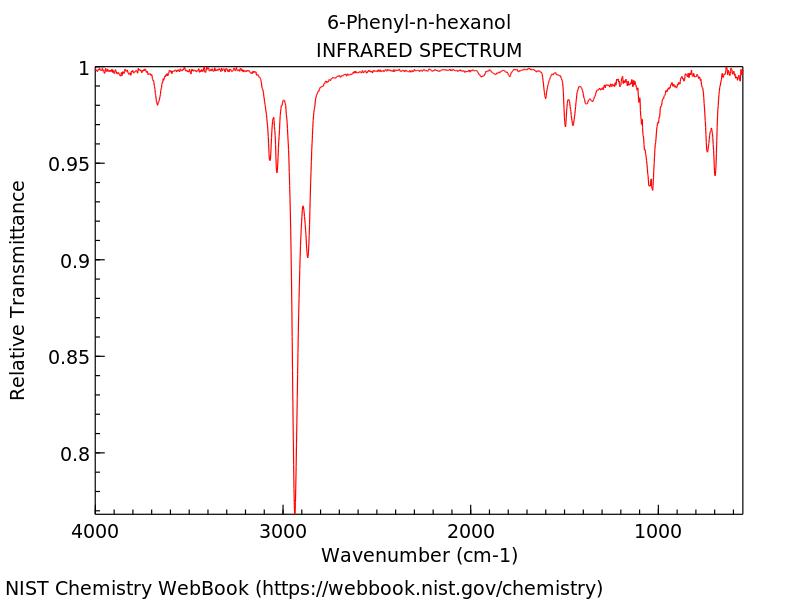 6-Phenyl-n-hexanol
INFRARED SPECTRUM
1
0.95
0.9
0.85
0.8
Relative Transmittance
4000 3000 2000 1000
Wavenumber (cm-1)
NIST Chemistry WebBook (https://webbook.nist.gov/chemistry)